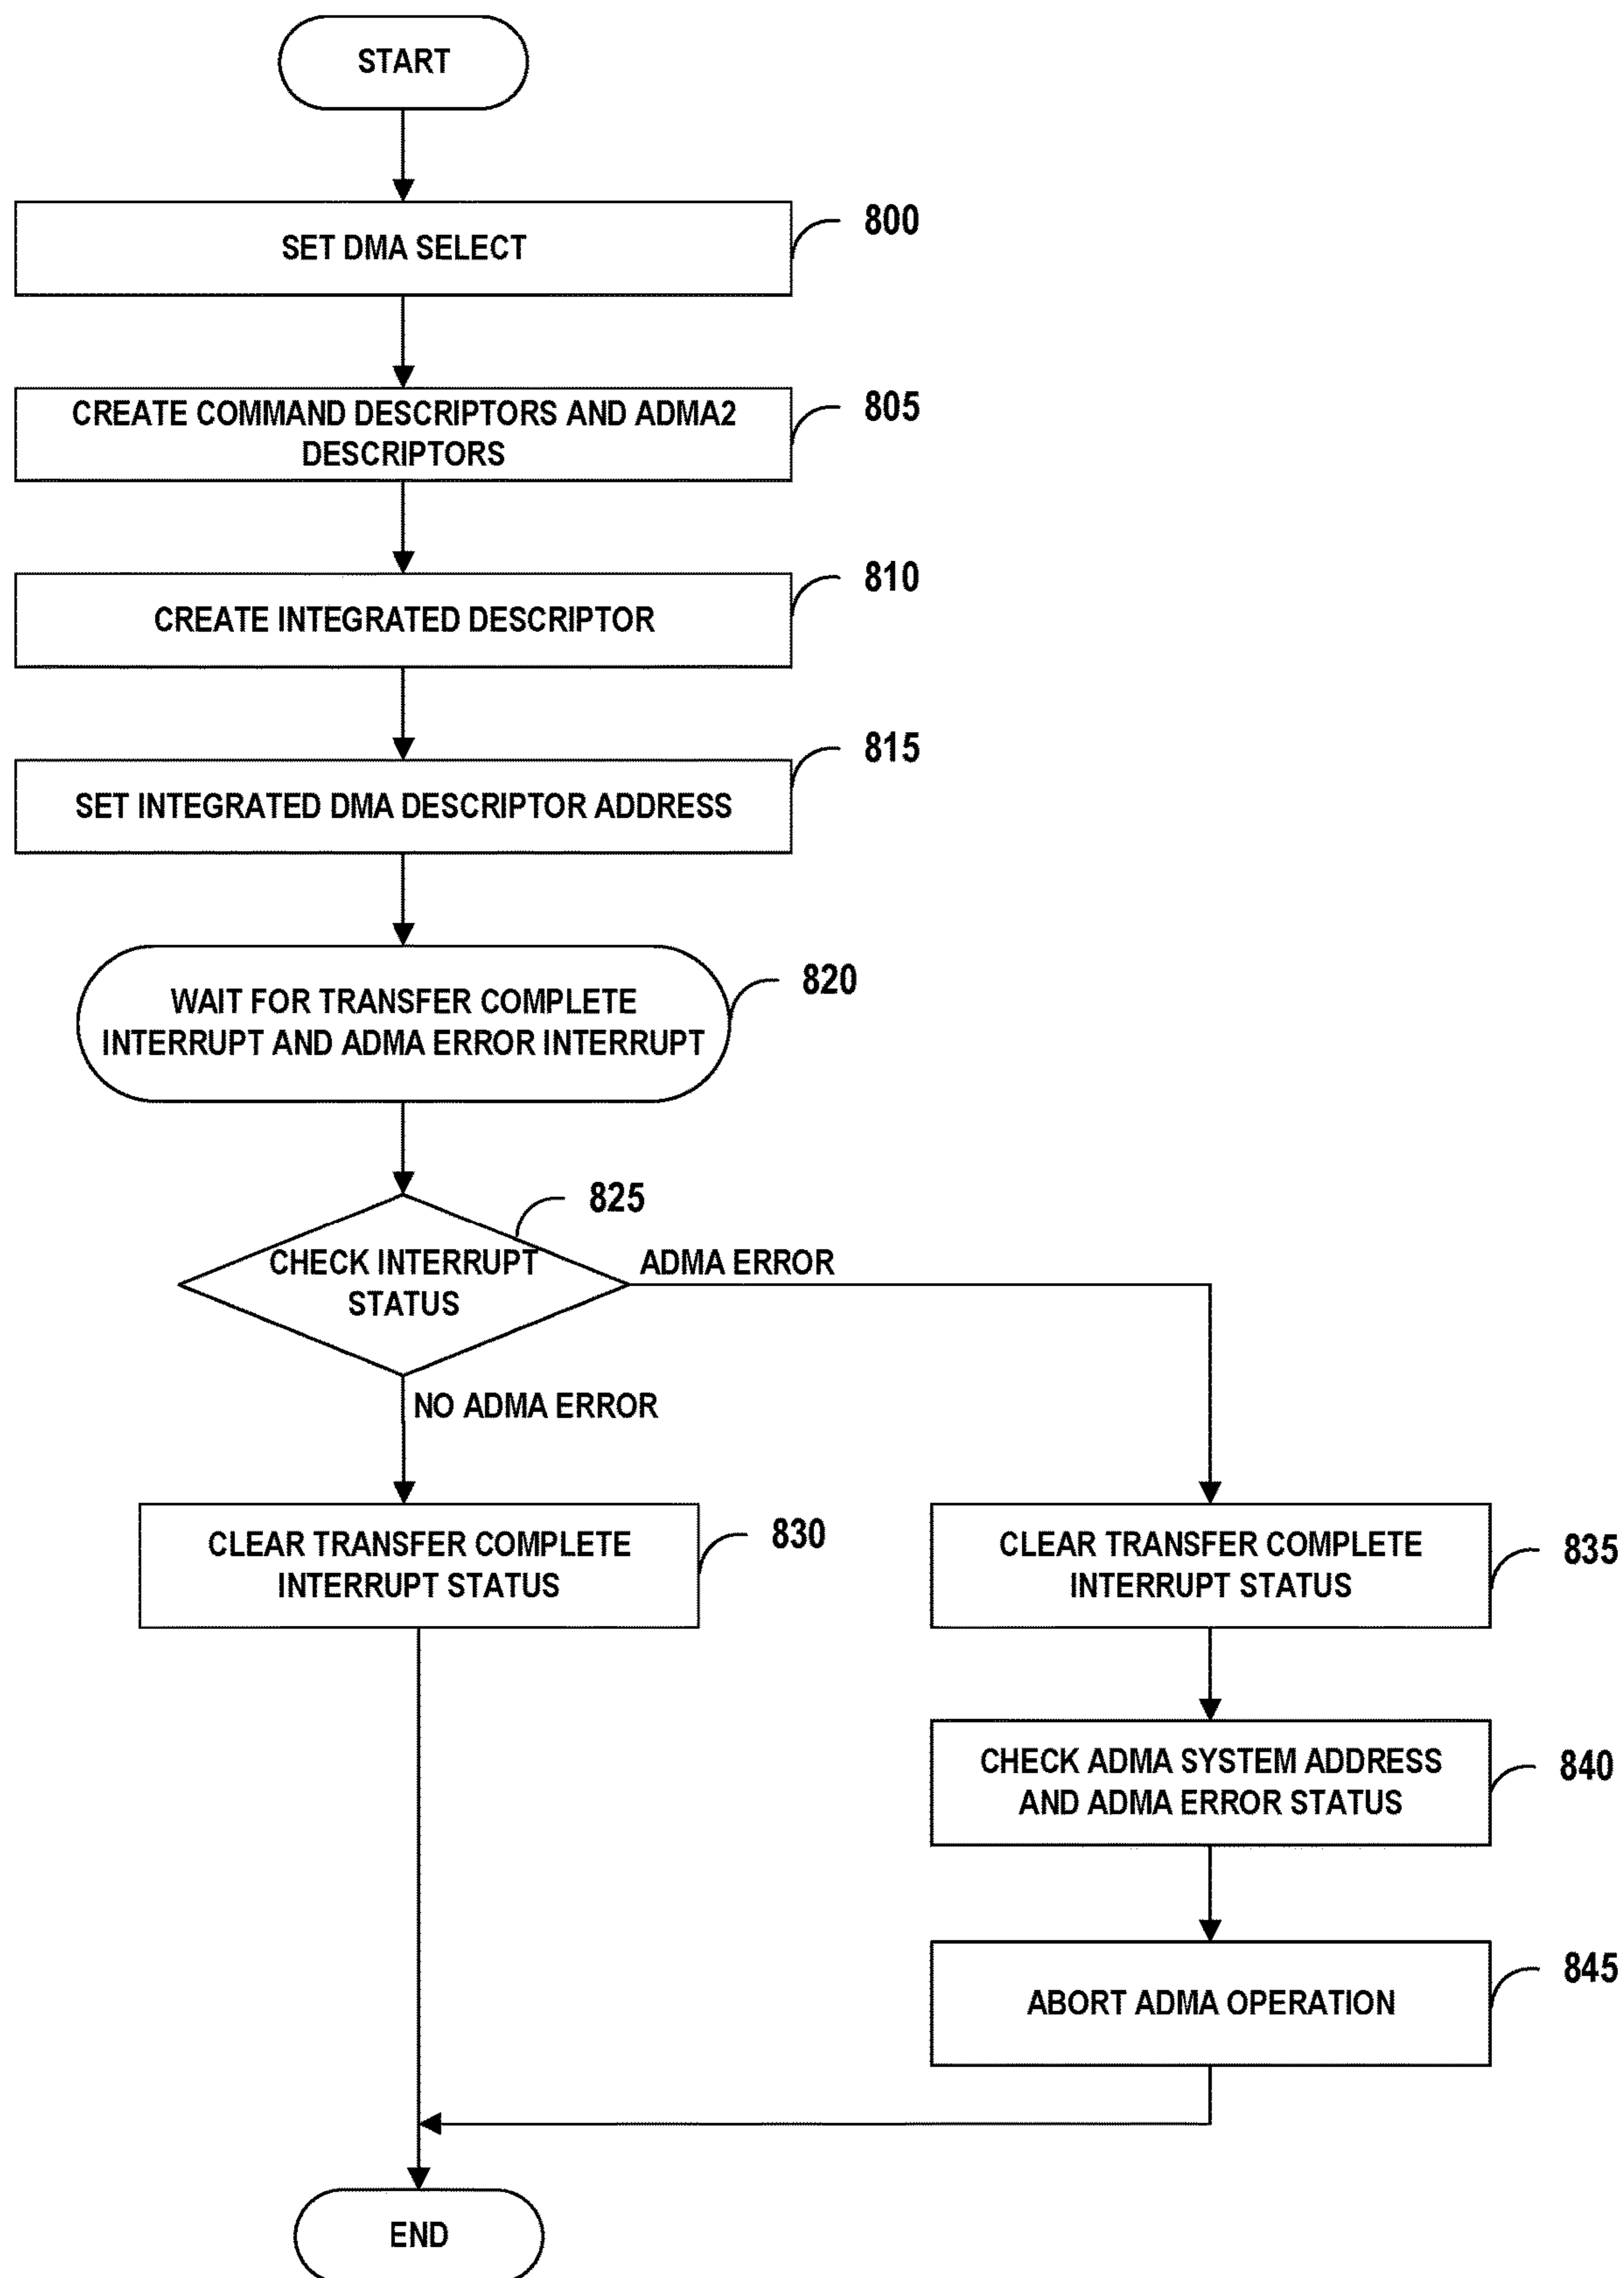 START
800
SET DMA SELECT
805
CREATE COMMAND DESCRIPTORS AND ADMA2
DESCRIPTORS
810
CREATE INTEGRATED DESCRIPTOR
815
SET INTEGRATED DMA DESCRIPTOR ADDRESS
820
WAIT FOR TRANSFER COMPLETE
INTERRUPT AND ADMA ERROR INTERRUPT
825
CHECK INTERRUPT
STATUS
ADMA ERROR
NO ADMA ERROR
830
CLEAR TRANSFER COMPLETE
INTERRUPT STATUS
835
CLEAR TRANSFER COMPLETE
INTERRUPT STATUS
840
CHECK ADMA SYSTEM ADDRESS
AND ADMA ERROR STATUS
845
ABORT ADMA OPERATION
END